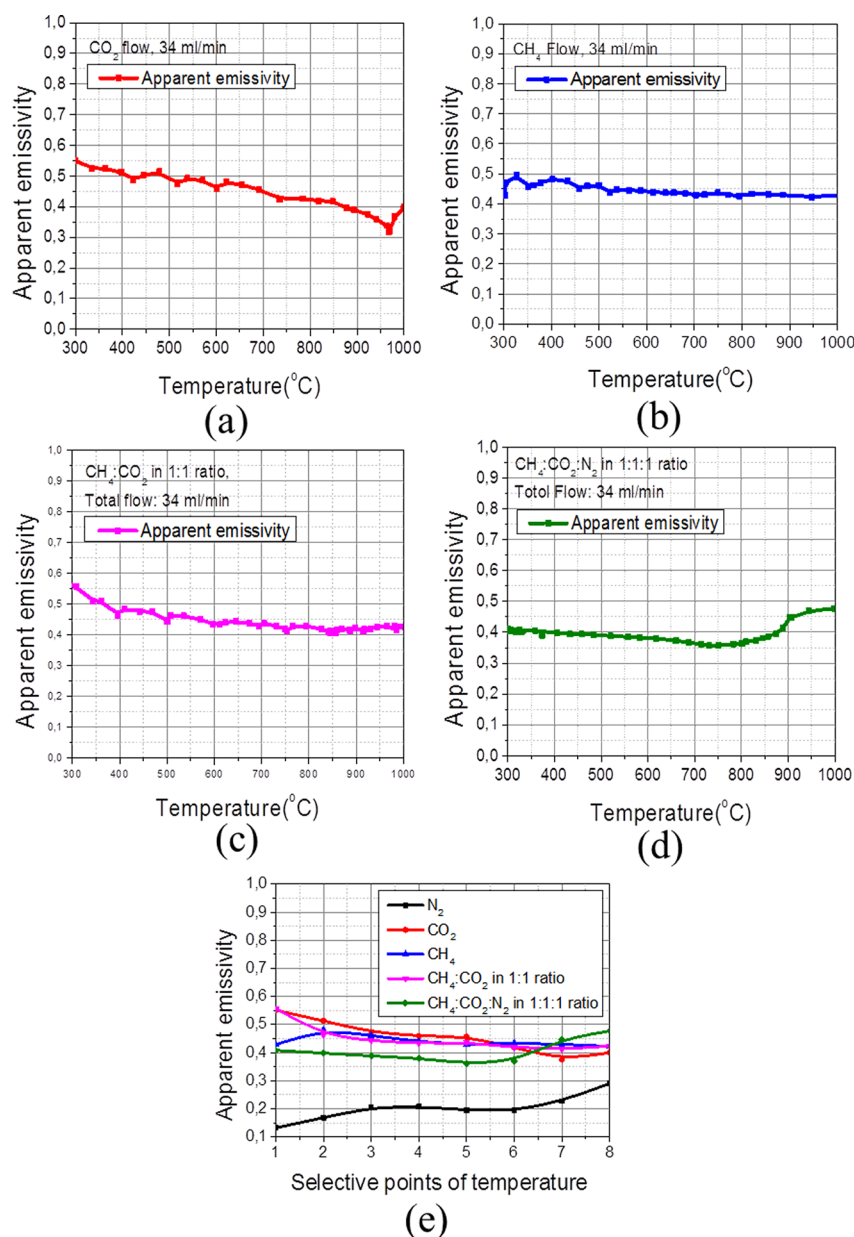 CO2 flow, 34 ml/min
Apparent emissivity
Apparent emissivity
1,0
0,9
0,8
0,7
0,6
0,5
0,4
0,3
0,2
0,1
0,0
300 400 500 600 700 800 900 1000
Temperature(°C)
(a)
CH4 Flow, 34 ml/min
Apparent emissivity
Apparent emissivity
1,0
0,9
0,8
0,7
0,6
0,5
0,4
0,3
0,2
0,1
0,0
300 400 500 600 700 800 900 1000
Temperature(°C)
(b)
CH4:CO2 in 1:1 ratio,
Total flow: 34 ml/min
Apparent emissivity
Apparent emissivity
1,0
0,9
0,8
0,7
0,6
0,5
0,4
0,3
0,2
0,1
0,0
300 400 500 600 700 800 900 1000
Temperature(°C)
(c)
CH4:CO2:N2 in 1:1:1 ratio
Totol Flow: 34 ml/min
Apparent emissivity
Apparent emissivity
1,0
0,9
0,8
0,7
0,6
0,5
0,4
0,3
0,2
0,1
0,0
300 400 500 600 700 800 900 1000
Temperature(°C)
(d)
N2
CO2
CH4
CH4:CO2 in 1:1 ratio
CH4:CO2:N2 in 1:1:1 ratio
Apparent emissivity
1,0
0,9
0,8
0,7
0,6
0,5
0,4
0,3
0,2
0,1
1 2 3 4 5 6 7 8
Selective points of temperature
(e)